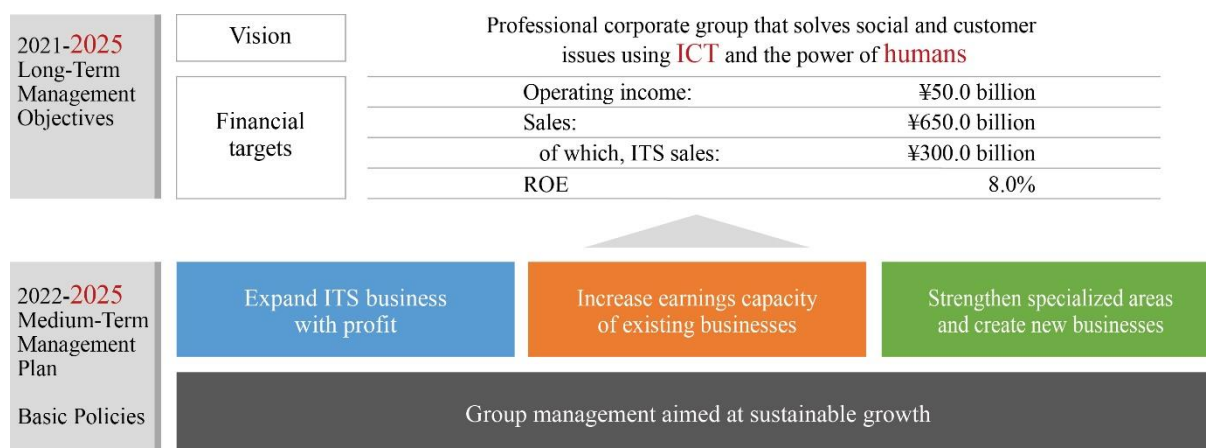 2021-2025
Long-Term
Management
Objectives
Vision
Professional corporate group that solves social and customer
issues using ICT and the power of humans
Financial
targets
Operating income: ¥50.0 billion
Sales: ¥650.0 billion
of which, ITS sales: ¥300.0 billion
ROE 8.0%
2022-2025
Medium-Term
Management
Plan
Basic Policies
Expand ITS business
with profit
Increase earnings capacity
of existing businesses
Strengthen specialized areas
and create new businesses
Group management aimed at sustainable growth